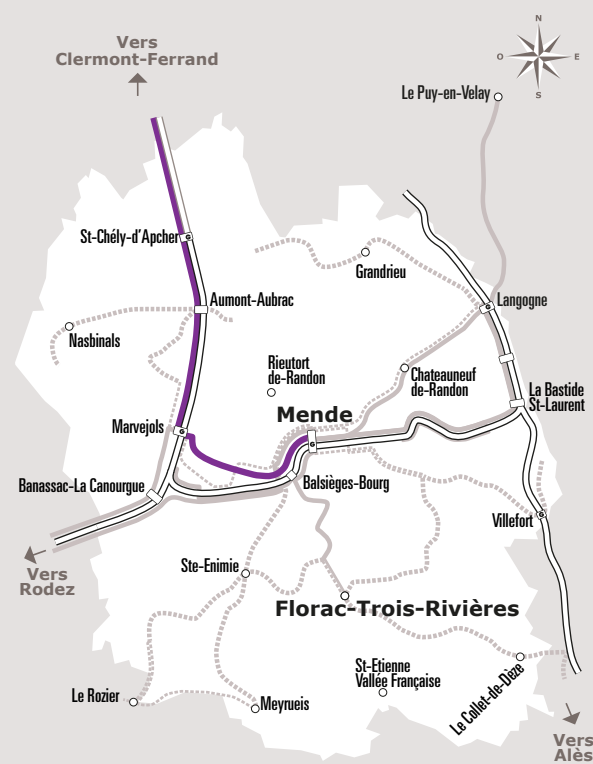 N
Vers
Clermont-Ferrand
O
E
S
Le Puy-en-Velay
St-Chély-d'Apcher
Grandrieu
Aumont-Aubrac
Langogne
Nasbinals
Rieutort
de-Randon
Chateauneuf
de-Randon
La Bastide
St-Laurent
Mende
Marvejols
Banassac-La Canourgue
Balsièges-Bourg
Villefort
Vers
Rodez
Ste-Enimie
Florac-Trois-Rivières
St-Etienne
Vallée Française
Le Collet-de-Dèze
Le Rozier
Meyrueis
Vers
Alès